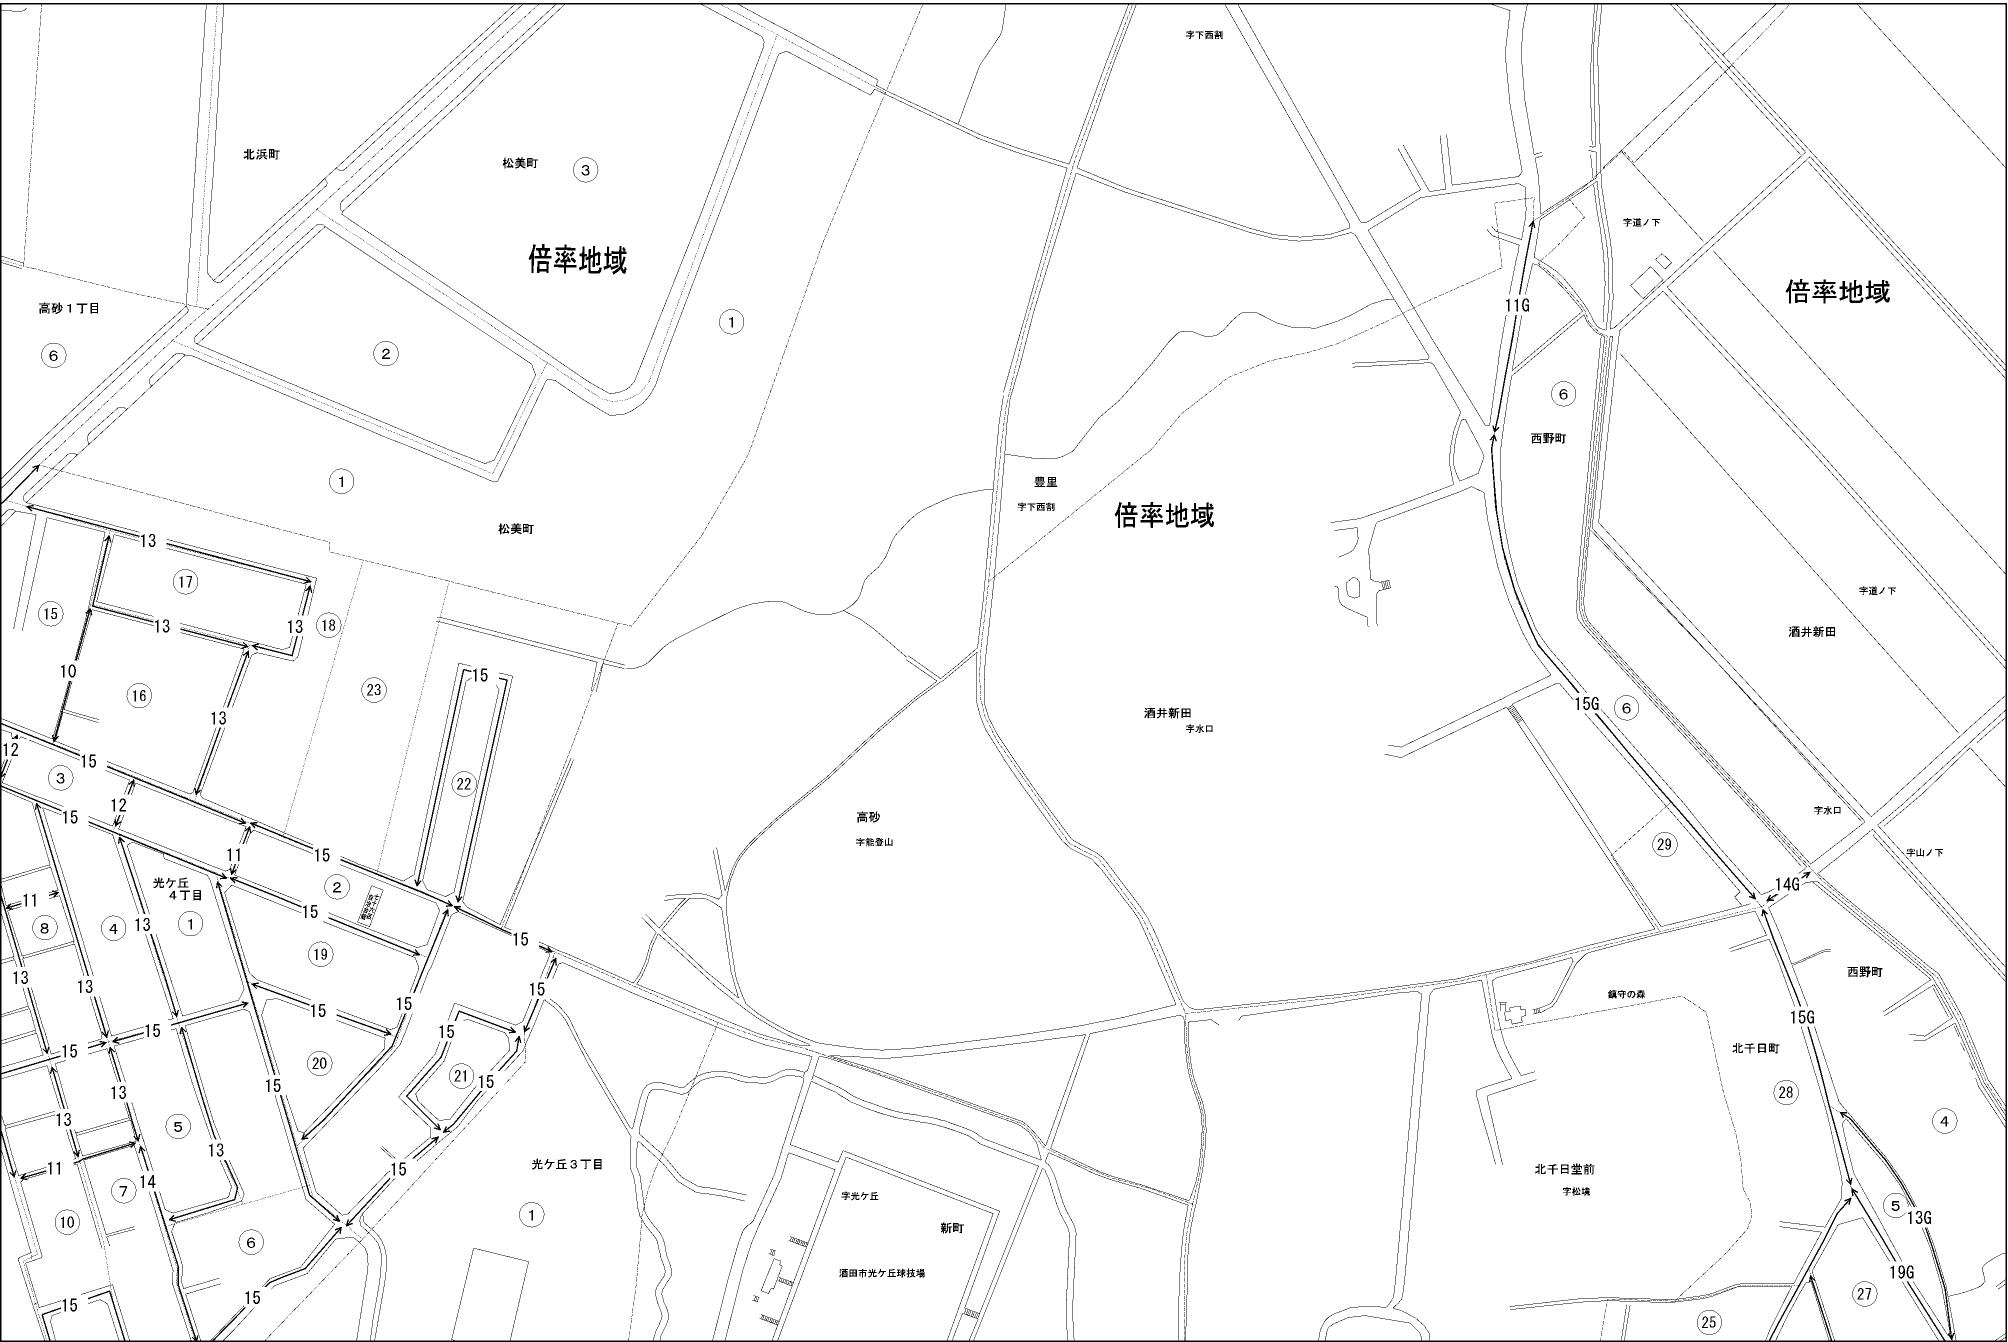 字下西割
北浜町
松美町
3
字道ノ下
倍率地域
倍率地域
高砂1丁目
11G
1
2
6
6
西野町
1
豊里
字下西割
倍率地域
松美町
13
17
字道ノ下
15
13
13
18
酒井新田
10
15
23
16
15G
6
13
酒井新田
字水口
12
15
3
22
12
15
高砂
字能登山
字水口
11
15
29
字山ノ下
光ケ丘
4丁目
2
14G
11
15
8
4
13
1
15
19
西野町
13
13
15
鎮守の森
15
15
15
15
15G
15
15
北千日町
20
15
21
15
13
28
13
5
4
13
11
7
14
15
光ケ丘3丁目
北千日堂前
字松境
10
1
字光ケ丘
新町
5
13G
6
酒田市光ケ丘球技場
19G
15
15
27
25